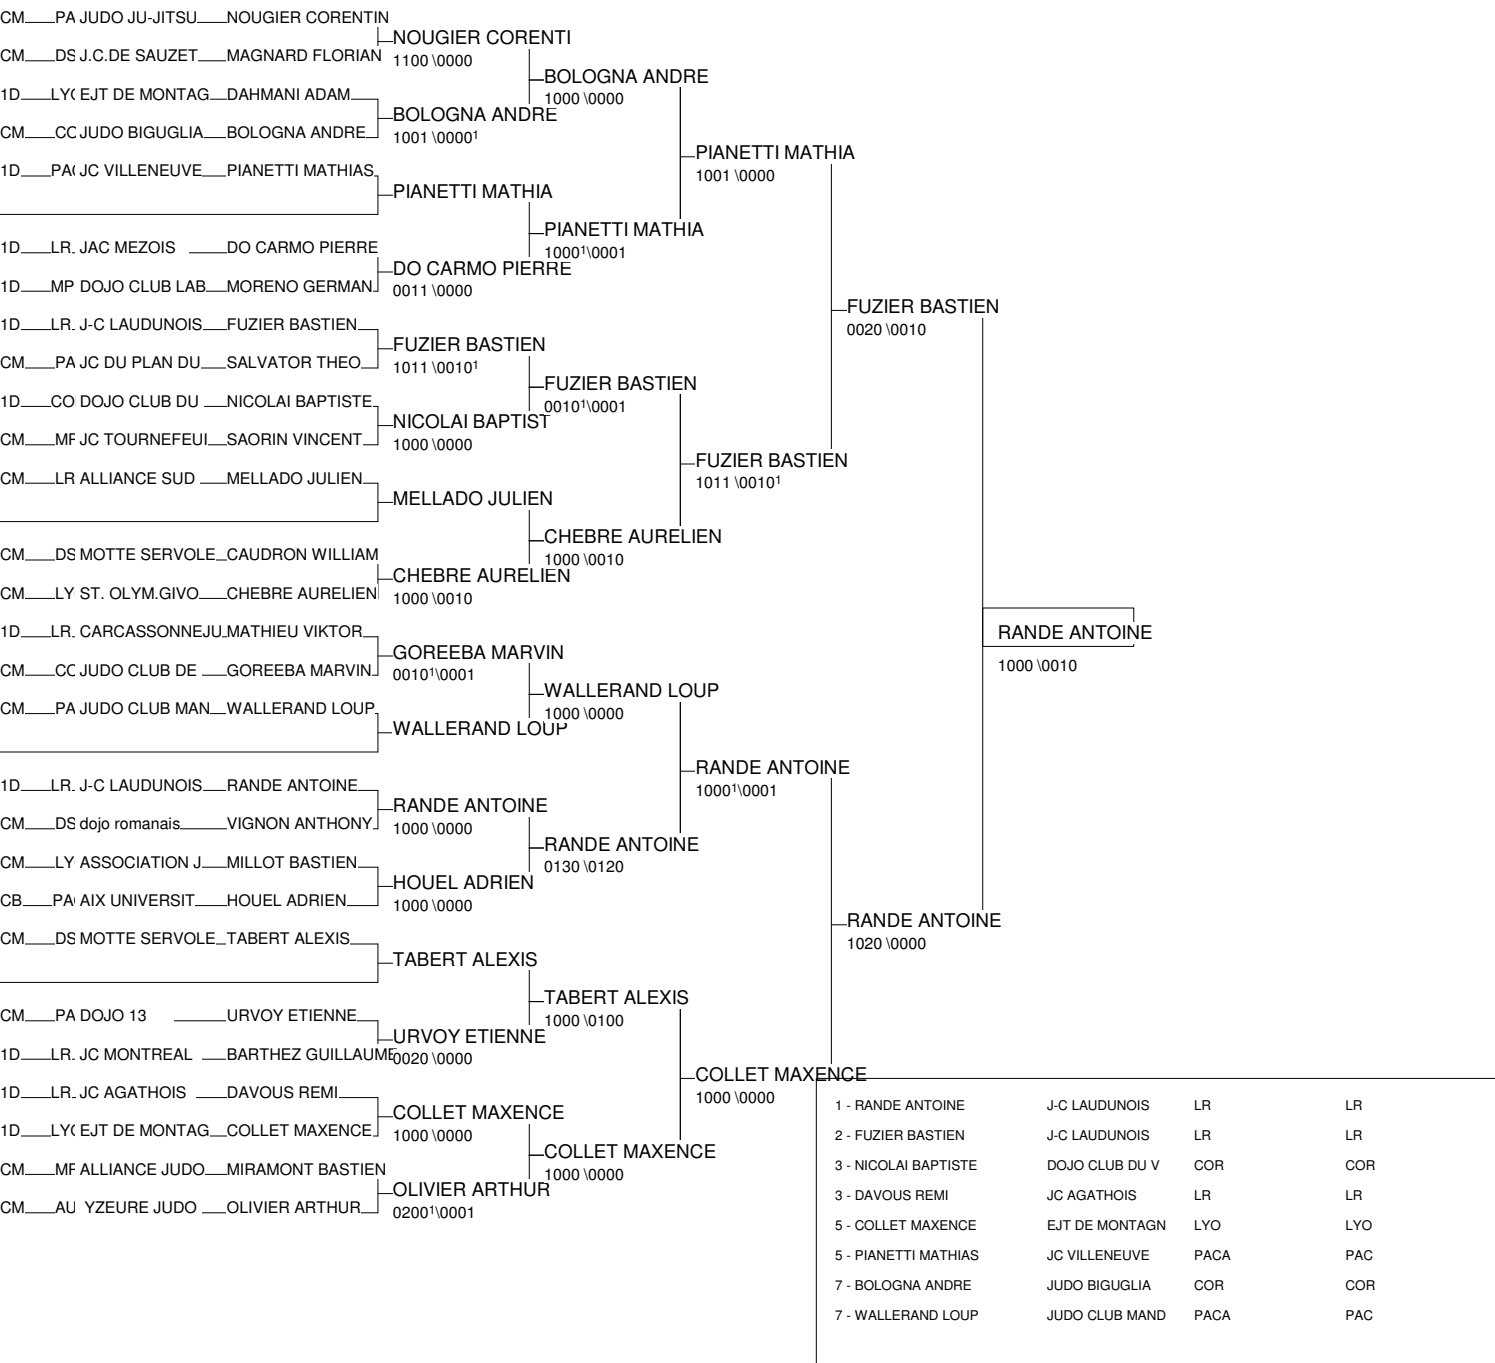 CM PA JUDO JU-JITSU NOUGIER CORENTIN
NOUGIER CORENTI
CM DS J.C.DE SAUZET MAGNARD FLORIAN 1100 \0000
BOLOGNA ANDRE
1D LY( EJT DE MONTAG DAHMANI ADAM 1000 \0000
BOLOGNA ANDRE
CM CC JUDO BIGUGLIA BOLOGNA ANDRE 1001 \0000¹
PIANETTI MATHIA
1D PA( JC VILLENEUVE PIANETTI MATHIAS 1001 \0000
PIANETTI MATHIA
PIANETTI MATHIA
1D LR. JAC MEZOIS DO CARMO PIERRE 1000¹\0001
DO CARMO PIERRE
1D MP DOJO CLUB LAB MORENO GERMAN 0011 \0000
FUZIER BASTIEN
1D LR. J-C LAUDUNOIS FUZIER BASTIEN 0020 \0010
FUZIER BASTIEN
CM PA JC DU PLAN DU SALVATOR THEO 1011 \0010¹
FUZIER BASTIEN
1D CO DOJO CLUB DU NICOLAI BAPTISTE 0010¹\0001
NICOLAI BAPTIST
CM MF JC TOURNEFEUI SAORIN VINCENT 1000 \0000
FUZIER BASTIEN
CM LR ALLIANCE SUD MELLADO JULIEN 1011 \0010¹
MELLADO JULIEN
CHEBRE AURELIEN
CM DS MOTTE SERVOLE CAUDRON WILLIAM 1000 \0010
CHEBRE AURELIEN
CM LY ST. OLYM.GIVO CHEBRE AURELIEN 1000 \0010
1D LR. CARCASSONNEJU MATHIEU VIKTOR RANDE ANTOINE
GOREEBA MARVIN
CM CC JUDO CLUB DE GOREEBA MARVIN 0010¹\0001 1000 \0010
WALLERAND LOUP
CM PA JUDO CLUB MAN WALLERAND LOUP 1000 \0000
WALLERAND LOUP
RANDE ANTOINE
1D LR. J-C LAUDUNOIS RANDE ANTOINE 1000¹\0001
RANDE ANTOINE
CM DS dojo romanais VIGNON ANTHONY 1000 \0000
RANDE ANTOINE
CM LY ASSOCIATION J MILLOT BASTIEN 0130 \0120
HOUEL ADRIEN
CB PA( AIX UNIVERSIT HOUEL ADRIEN 1000 \0000
RANDE ANTOINE
CM DS MOTTE SERVOLE TABERT ALEXIS 1020 \0000
TABERT ALEXIS
TABERT ALEXIS
CM PA DOJO 13 URVOY ETIENNE 1000 \0100
URVOY ETIENNE
1D LR. JC MONTREAL BARTHEZ GUILLAUME 0020 \0000
COLLET MAXENCE
1D LR. JC AGATHOIS DAVOUS REMI 1000 \0000
COLLET MAXENCE
1D LY( EJT DE MONTAG COLLET MAXENCE 1000 \0000
COLLET MAXENCE
CM MF ALLIANCE JUDO MIRAMONT BASTIEN 1000 \0000
OLIVIER ARTHUR
CM AU YZEURE JUDO OLIVIER ARTHUR 0200¹\0001
1 - RANDE ANTOINE J-C LAUDUNOIS LR LR
2 - FUZIER BASTIEN J-C LAUDUNOIS LR LR
3 - NICOLAI BAPTISTE DOJO CLUB DU V COR COR
3 - DAVOUS REMI JC AGATHOIS LR LR
5 - COLLET MAXENCE EJT DE MONTAGN LYO LYO
5 - PIANETTI MATHIAS JC VILLENEUVE PACA PAC
7 - BOLOGNA ANDRE JUDO BIGUGLIA COR COR
7 - WALLERAND LOUP JUDO CLUB MAND PACA PAC